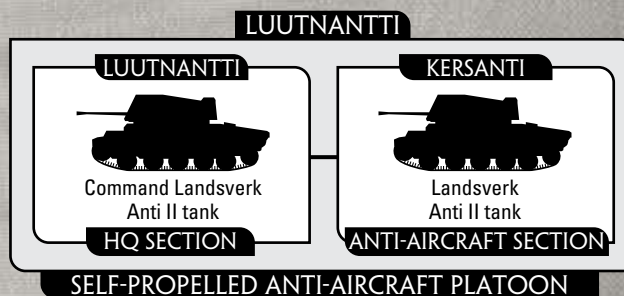 LUUTNANTTI
LUUTNANTTI
Command Landsverk
Anti II tank
HQ SECTION
KERSANTI
Landsverk
Anti II tank
ANTI-AIRCRAFT SECTION
SELF-PROPELLED ANTI-AIRCRAFT PLATOON